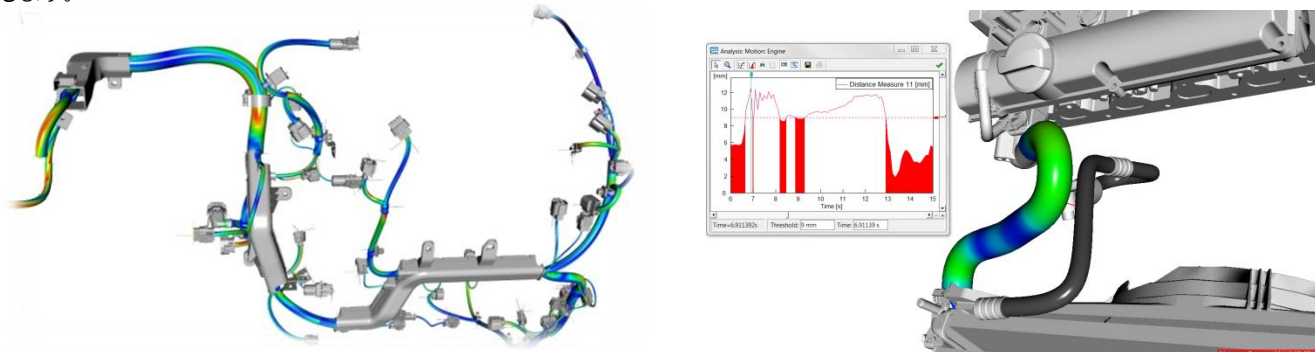 Analysis: Motion: Engine
[mm]
Distance Measure 11 [mm]
12
10
8
6
4
2
0
6 7 8 9 10 11 12 13 14 15
Time [s]
Time=6.911392s Threshold: 9 mm Time: 6.91139 s